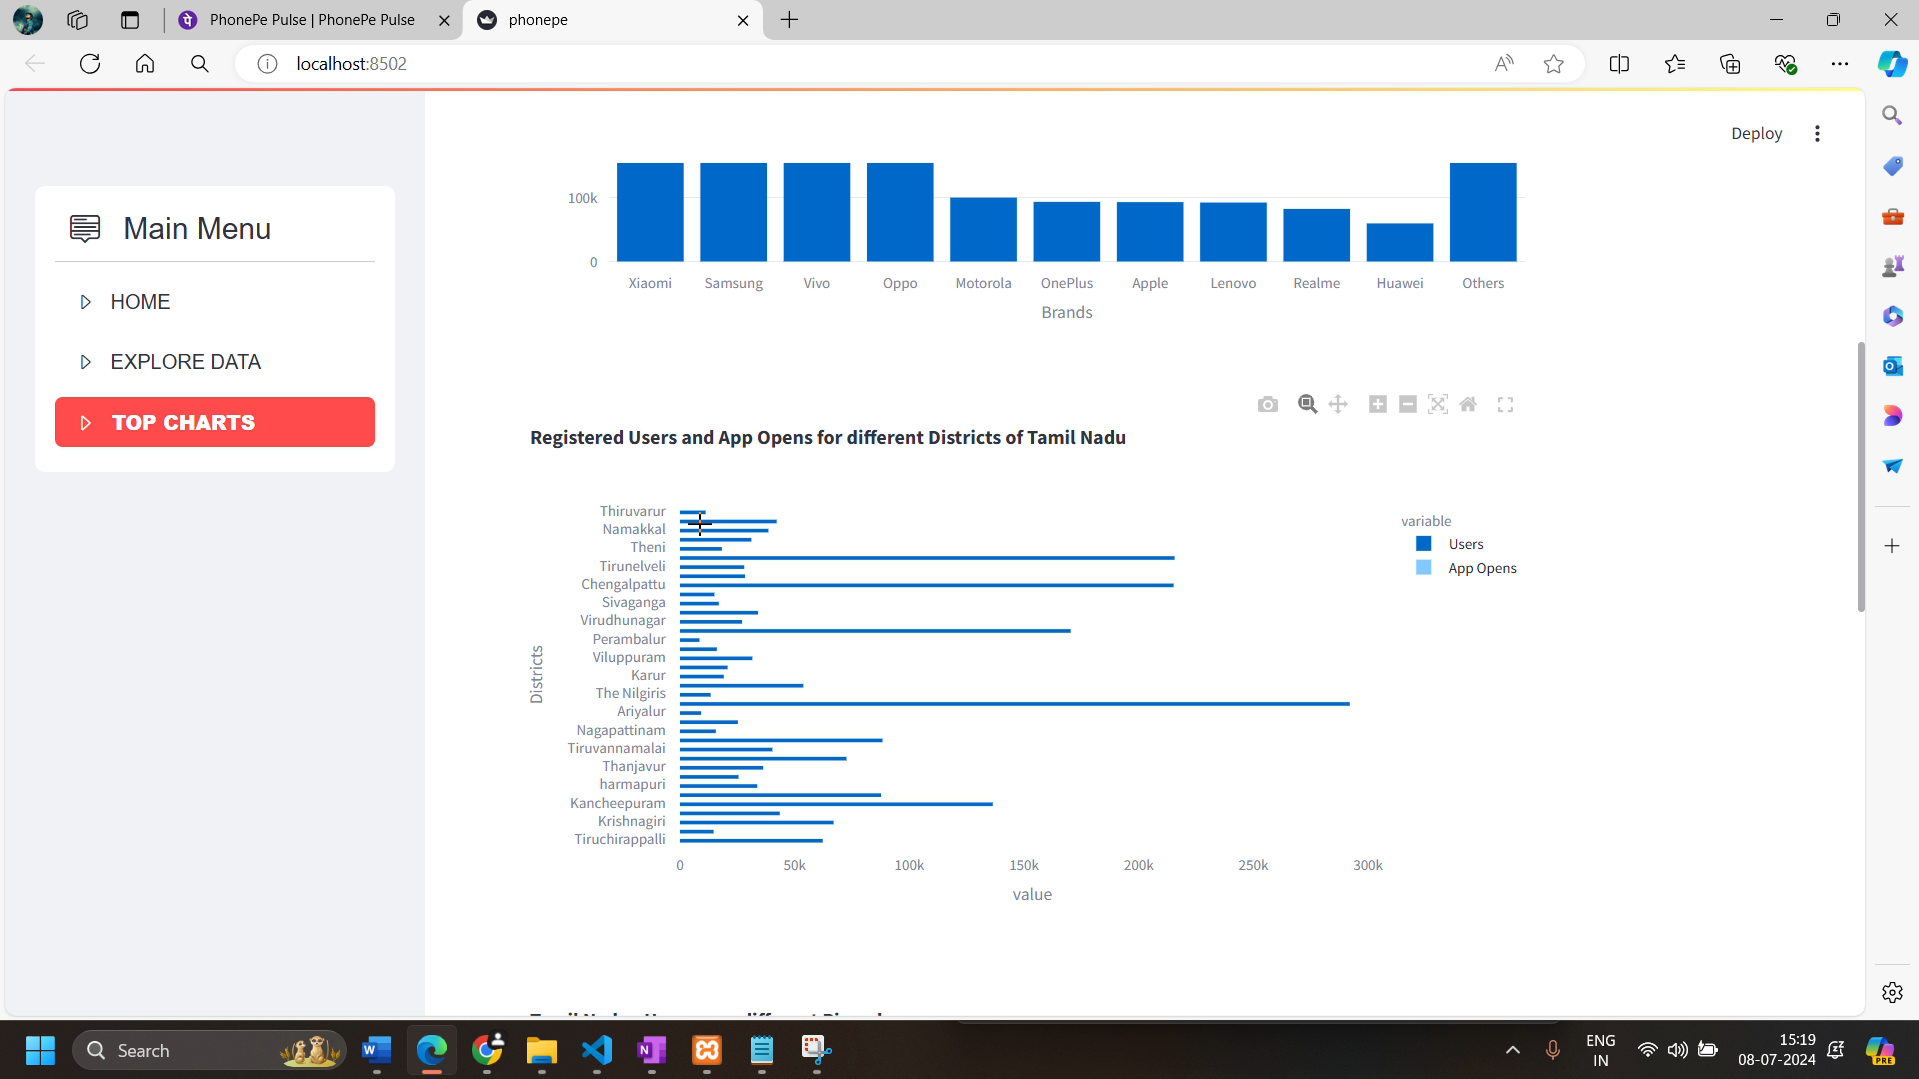 PhonePe Pulse | PhonePe Pulse
phonepe
localhost:8502
Deploy
Main Menu
HOME
EXPLORE DATA
TOP CHARTS
100k
0
Xiaomi Samsung Vivo Oppo Motorola OnePlus Apple Lenovo Realme Huawei Others
Brands
Registered Users and App Opens for different Districts of Tamil Nadu
Districts
Thiruvarur
Namakkal
Theni
Tirunelveli
Chengalpattu
Sivaganga
Virudhunagar
Perambalur
Viluppuram
Karur
The Nilgiris
Ariyalur
Nagapattinam
Tiruvannamalai
Thanjavur
harmapuri
Kancheepuram
Krishnagiri
Tiruchirappalli
0 50k 100k 150k 200k 250k 300k
value
variable
Users
App Opens
Search
ENG
IN
15:19
08-07-2024
PRE